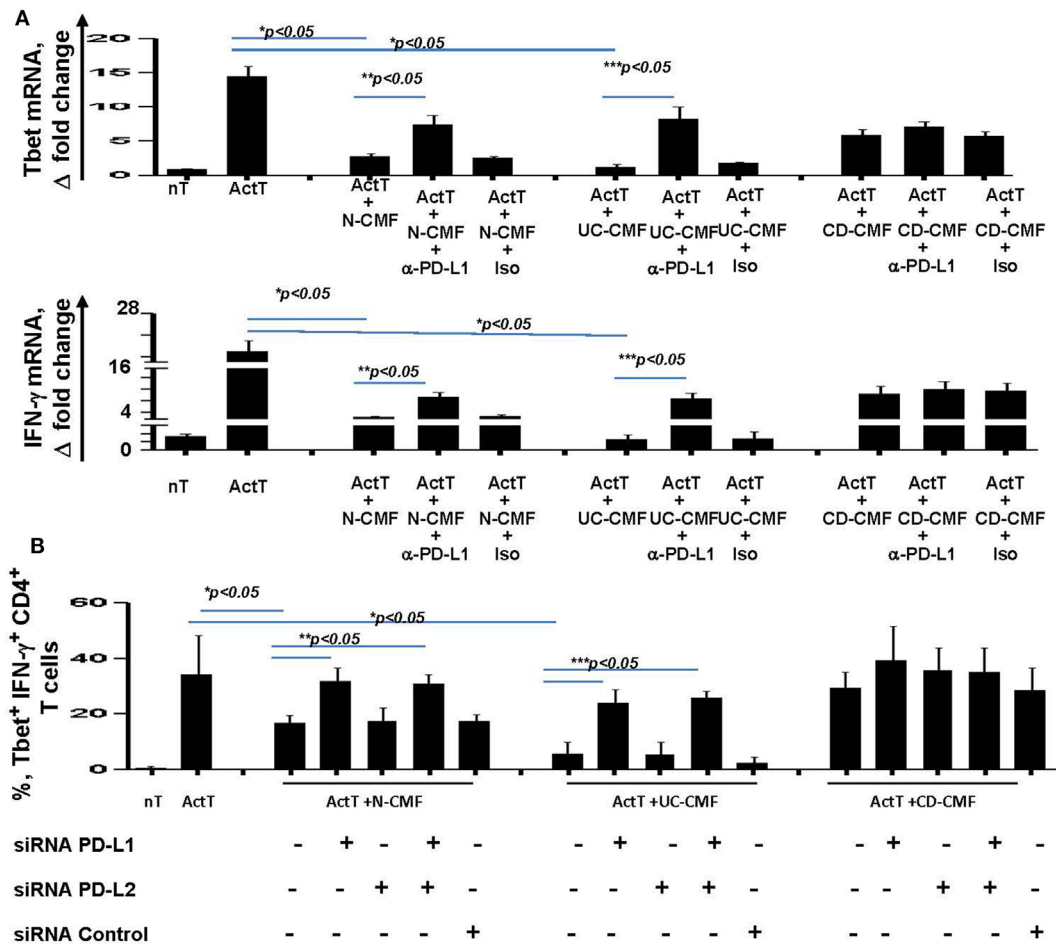 A
Tbet mRNA,
Δ fold change
20
15
10
5
0
*p<0.05
*p<0.05
**p<0.05
***p<0.05
nT
ActT
ActT
+
N-CMF
ActT
+
N-CMF
+
α-PD-L1
ActT
+
N-CMF
+
Iso
ActT
+
UC-CMF
ActT
+
UC-CMF
+
α-PD-L1
ActT
+
UC-CMF
+
Iso
ActT
+
CD-CMF
ActT
+
CD-CMF
+
α-PD-L1
ActT
+
CD-CMF
+
Iso
IFN-γ mRNA,
Δ fold change
28
16
4
0
*p<0.05
*p<0.05
**p<0.05
***p<0.05
nT
ActT
ActT
+
N-CMF
ActT
+
N-CMF
+
α-PD-L1
ActT
+
N-CMF
+
Iso
ActT
+
UC-CMF
ActT
+
UC-CMF
+
α-PD-L1
ActT
+
UC-CMF
+
Iso
ActT
+
CD-CMF
ActT
+
CD-CMF
+
α-PD-L1
ActT
+
CD-CMF
+
Iso
B
%, Tbet⁺ IFN-γ⁺ CD4⁺
T cells
60
40
20
0
*p<0.05
*p<0.05
**p<0.05
***p<0.05
nT ActT ActT +N-CMF ActT +UC-CMF ActT +CD-CMF
siRNA PD-L1 - + - + - - + - + - - + - + -
siRNA PD-L2 - - + + - - - + + - - - + + -
siRNA Control - - - - + - - - - + - - - - +